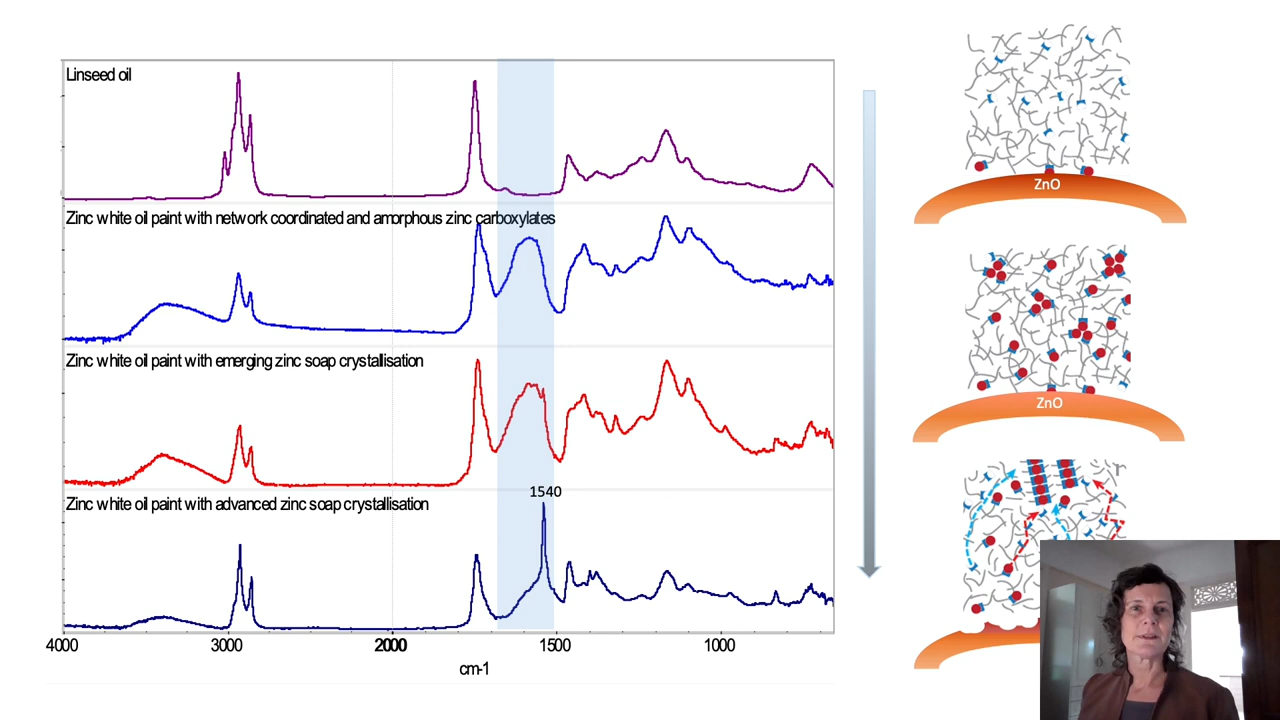 Linseed oil
Zinc white oil paint with network coordinated and amorphous zinc carboxylates
Zinc white oil paint with emerging zinc soap crystallisation
Zinc white oil paint with advanced zinc soap crystallisation
1540
4000 3000 2000 1500 1000
cm-1
ZnO
ZnO